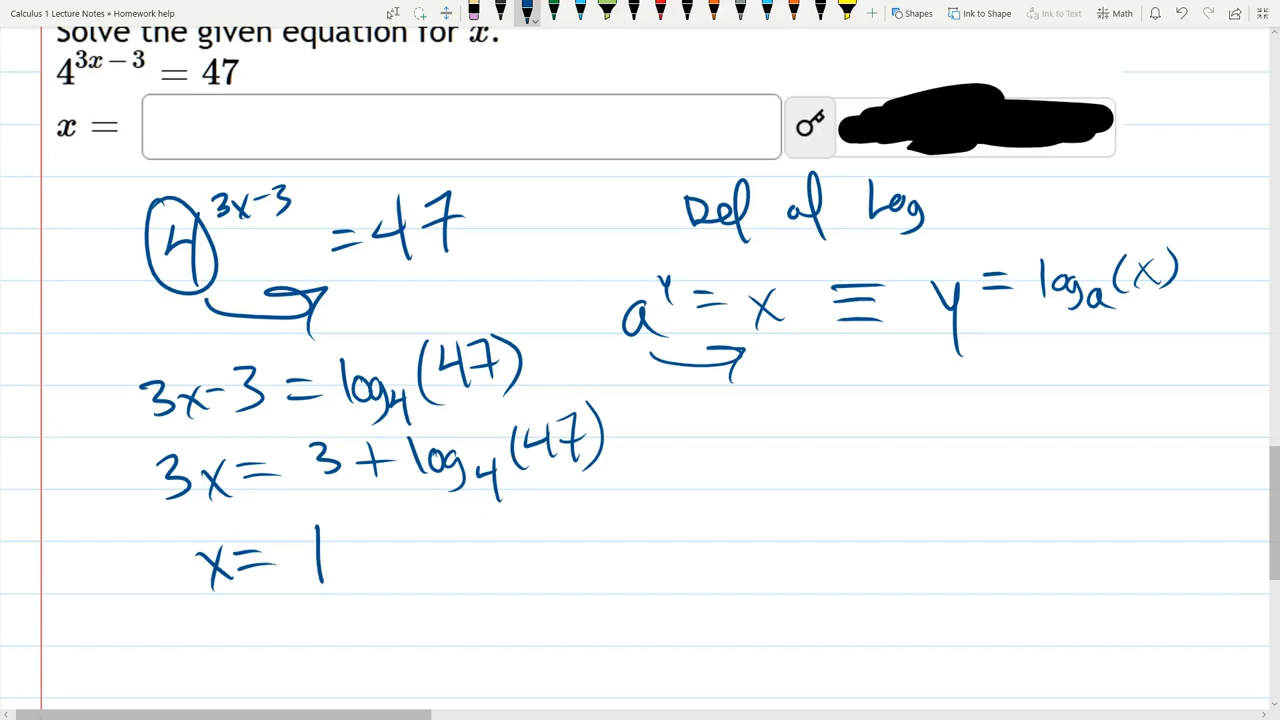 Calculus 1 Lecture Notes » Homework help
Shapes Ink to Shape Ink to Text Math
Solve the given equation for x.
4^{3x – 3} = 47
x =
4^{3x-3} = 47
3x-3 = log_4 (47)
3x = 3 + log_4 (47)
x = 1
Def of Log
a^y = x ≡ y = log_a (x)